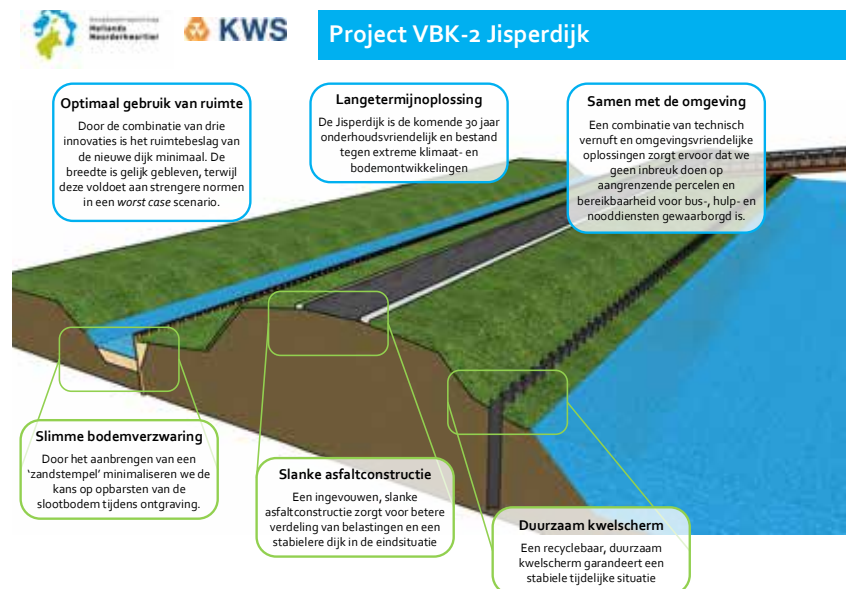 Hollands
Noorderkwartier
KWS
Project VBK-2 Jisperdijk
Optimaal gebruik van ruimte
Door de combinatie van drie
innovaties is het ruimtebeslag van
de nieuwe dijk minimaal. De
breedte is gelijk gebleven, terwijl
deze voldoet aan strengere normen
in een worst case scenario.
Langetermijnoplossing
De Jisperdijk is de komende 30 jaar
onderhoudsvriendelijk en bestand
tegen extreme klimaat- en
bodemontwikkelingen
Samen met de omgeving
Een combinatie van technisch
vernuft en omgevingsvriendelijke
oplossingen zorgt ervoor dat we
geen inbreuk doen op
aangrenzende percelen en
bereikbaarheid voor bus-, hulp- en
nooddiensten gewaarborgd is.
Slimme bodemverzwaring
Door het aanbrengen van een
'zandstempel' minimaliseren we de
kans op opbarsten van de
slootbodem tijdens ontgraving.
Slanke asfaltconstructie
Een ingevouwen, slanke
asfaltconstructie zorgt voor betere
verdeling van belastingen en een
stabielere dijk in de eindsituatie
Duurzaam kwelscherm
Een recyclebaar, duurzaam
kwelscherm garandeert een
stabiele tijdelijke situatie